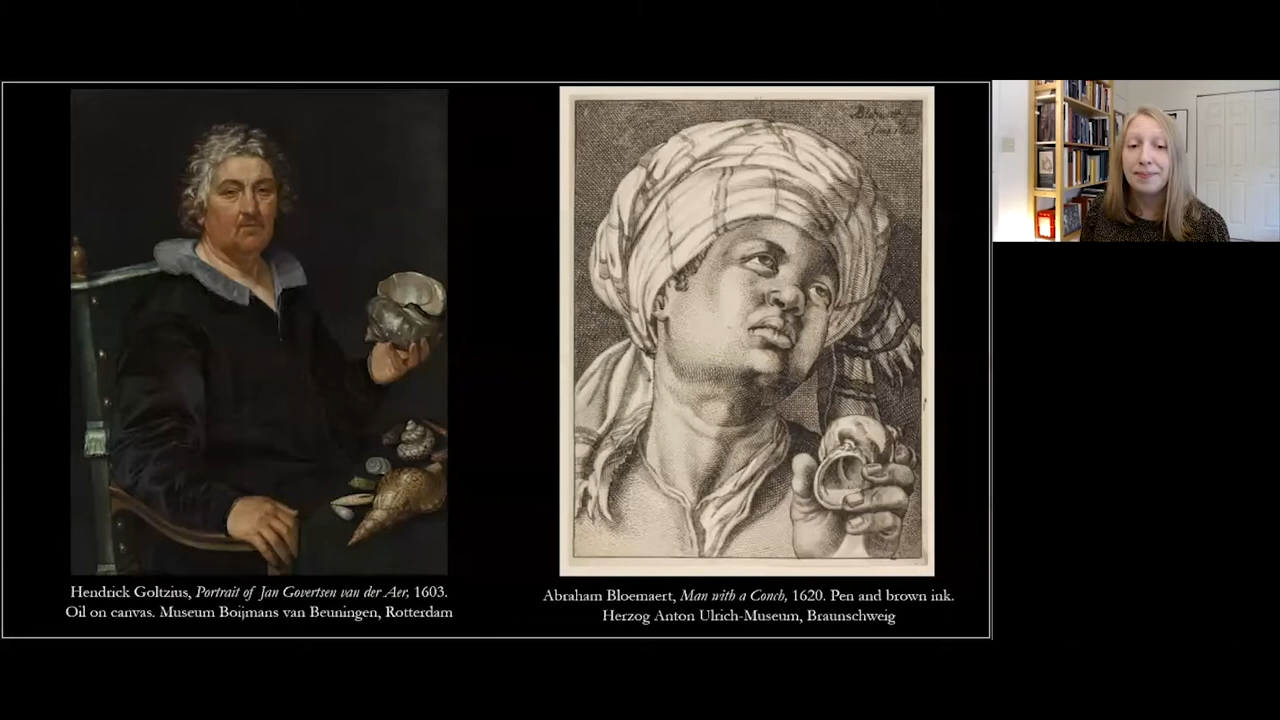 Hendrick Goltzius, Portrait of Jan Govertsen van der Aer, 1603.
Oil on canvas. Museum Boijmans van Beuningen, Rotterdam
Abraham Bloemaert, Man with a Conch, 1620. Pen and brown ink.
Herzog Anton Ulrich-Museum, Braunschweig